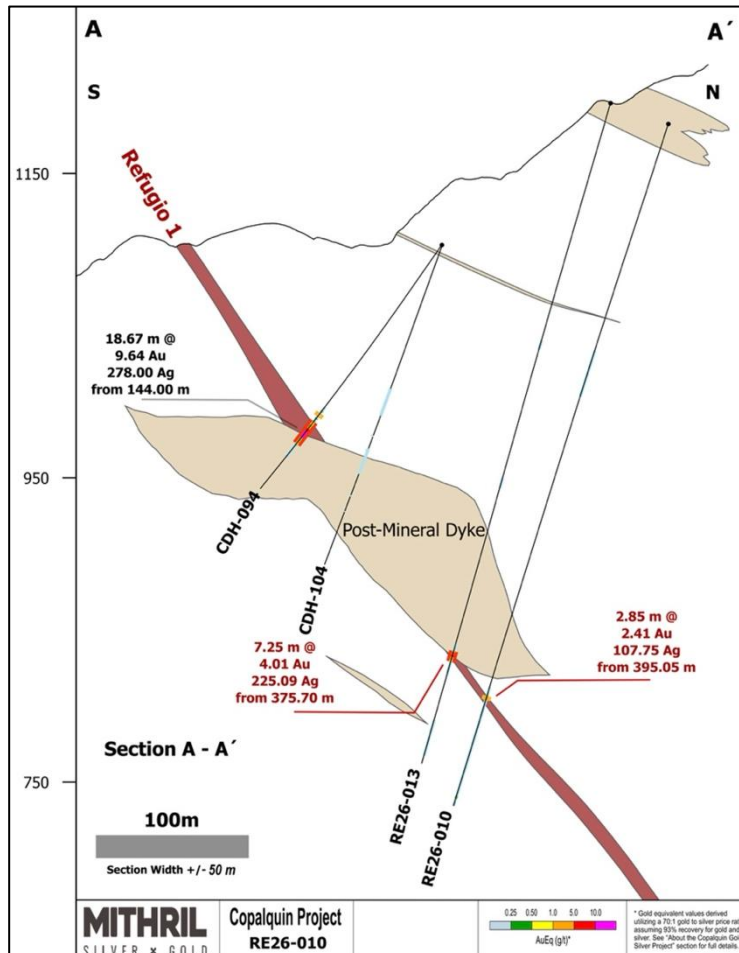 A
A´
S
N
1150
Refugio 1
18.67 m @
9.64 Au
278.00 Ag
from 144.00 m
950
CDH-094
Post-Mineral Dyke
CDH-104
7.25 m @
4.01 Au
225.09 Ag
from 375.70 m
2.85 m @
2.41 Au
107.75 Ag
from 395.05 m
Section A - A´
750
RE26-013
RE26-010
100m
Section Width +/- 50 m
MITHRIL
SILVER GOLD
Copalquin Project
RE26-010
0.25 0.50 1.0 5.0 10.0
AuEq (g/t)*
* Gold equivalent values derived
utilizing a 70:1 gold to silver price
assuming 93% recovery for gold and
silver. See "About the Copalquin
Silver Project" section for full details.